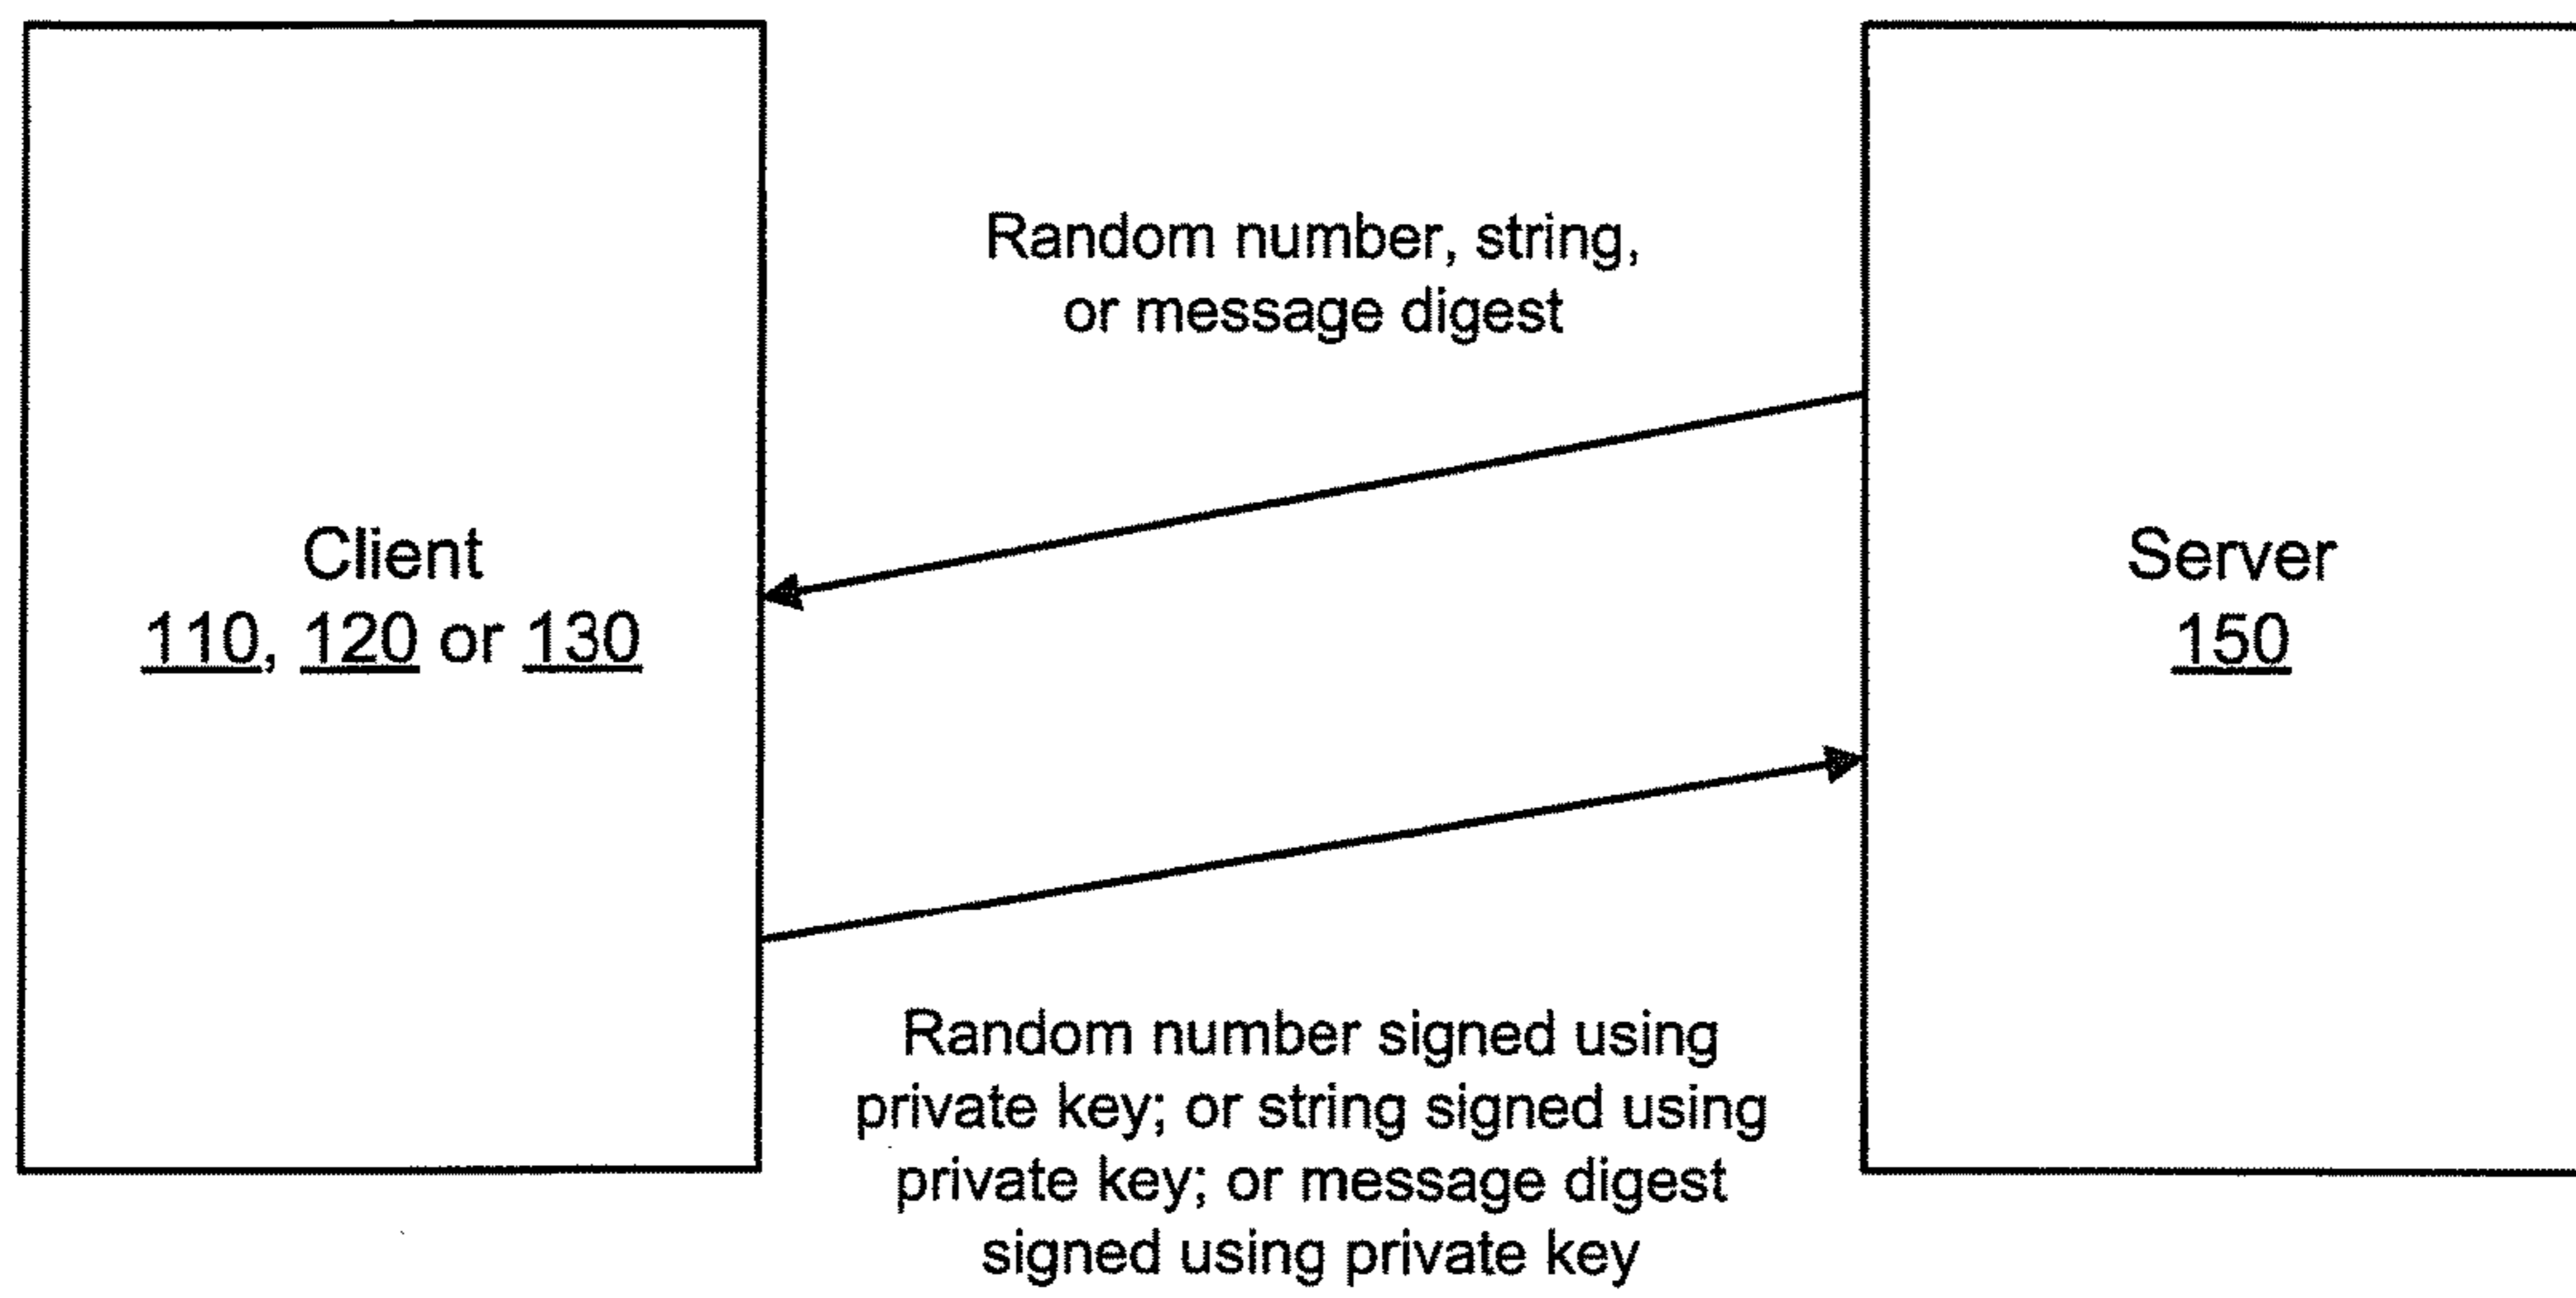 Random number, string,
or message digest
Client
110, 120 or 130
Server
150
Random number signed using
private key; or string signed using
private key; or message digest
signed using private key